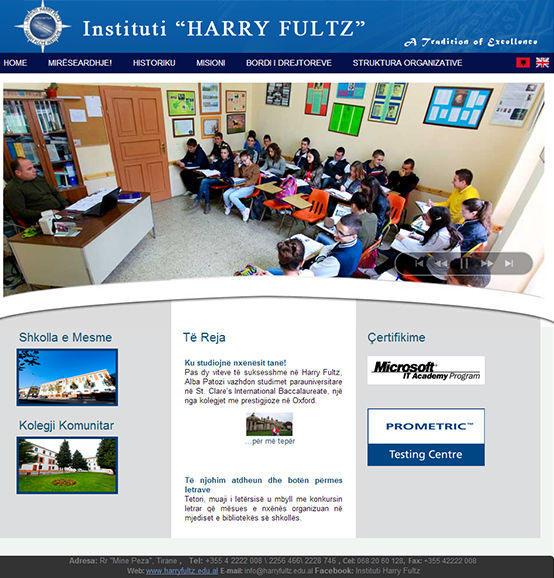 Instituti “HARRY FULTZ”
A Tradition of Excellence
HOME MIRËSEARDHJE! HISTORIKU MISIONI BORDI I DREJTOREVE STRUKTURA ORGANIZATIVE
Shkolla e Mesme
Kolegji Komunitar
Të Reja
Ku studiojnë nxënesit tanë!
Pas dy viteve të suksesshme në Harry Fultz,
Alba Patozi vazhdon studimet parauniversitare
në St. Clare's International Baccalaureate, një
nga kolegjet me prestigjioze në Oxford.
...për më tepër
Të njohim atdheun dhe botën përmes
letrave
Tetori, muaji i letërsisë u mbyll me konkursin
letrar që mësues e nxënës organizuan në
mjediset e bibliotekës së shkollës.
Çertifikime
Microsoft
IT Academy Program
PROMETRIC™
Testing Centre
Adresa: Rr "Mine Peza", Tirane , Tel: +355 4 2222 008 \ 2256 466\ 2228 746 , Cel: 068 20 60 128, Fax: +355 42222 008
Web: www.harryfultz.edu.al E-mail: info@harryfultz.edu.al Facebook: Instituti Harry Fultz